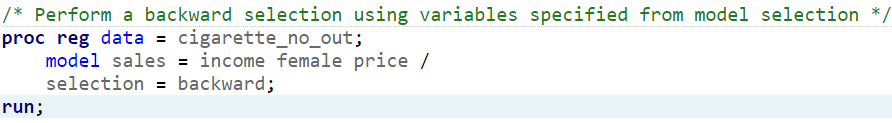 /* Perform a backward selection using variables specified from model selection */
proc reg data = cigarette_no_out;
    model sales = income female price /
    selection = backward;
run;